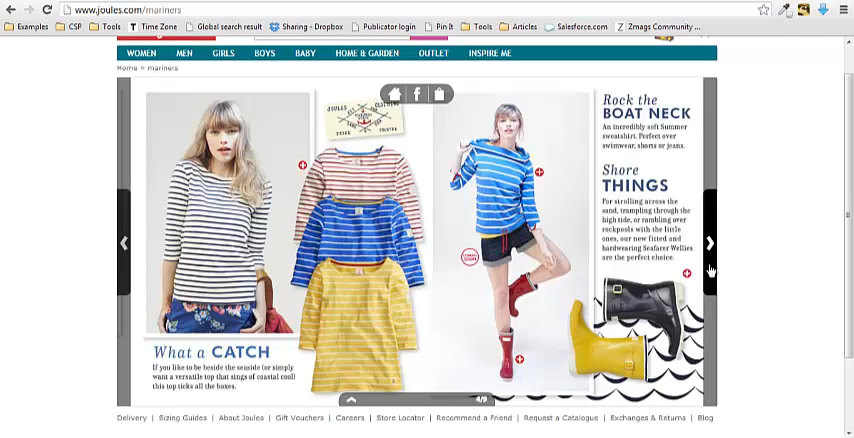 www.joules.com/mariners
Examples CSP Tools Time Zone Global search result Sharing - Dropbox Publicator login Pin It Tools Articles Salesforce.com Zmags Community ...
WOMEN MEN GIRLS BOYS BABY HOME & GARDEN OUTLET INSPIRE ME
Home > mariners
JOULES CLOTHING
Rock the
BOAT NECK
An incredibly soft Summer
sweatshirt. Perfect over
swimwear, shorts or jeans.
Shore
THINGS
For strolling across the
sand, trampling through the
high tide, or rambling over
rockpools with the little
ones, our new fitted and
hardwearing Seafarer Wellies
are the perfect choice.
COMING SOON
What a CATCH
If you like to be beside the seaside (or simply
want a versatile top that sings of coastal cool)
this top ticks all the boxes.
4/9
Delivery | Sizing Guides | About Joules | Gift Vouchers | Careers | Store Locator | Recommend a Friend | Request a Catalogue | Exchanges & Returns | Blog